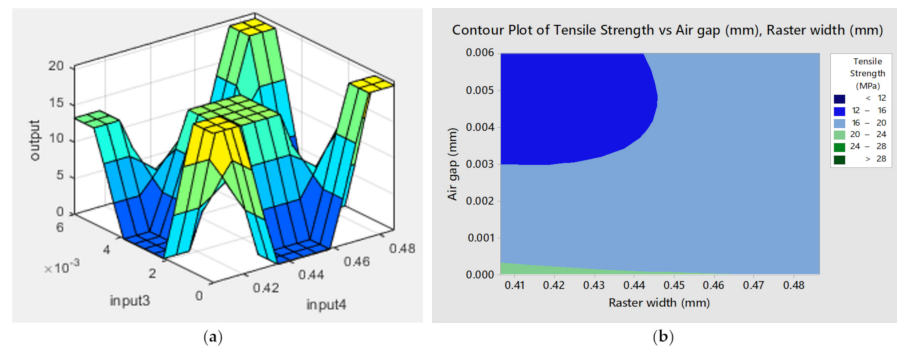 20
15
10
5
0
output
6
4
2
0
×10⁻³
input3
0.42
0.44
0.46
0.48
input4
(a)
Contour Plot of Tensile Strength vs Air gap (mm), Raster width (mm)
0.006
0.005
0.004
0.003
0.002
0.001
0.000
Air gap (mm)
0.41 0.42 0.43 0.44 0.45 0.46 0.47 0.48
Raster width (mm)
Tensile
Strength
(MPa)
< 12
12 – 16
16 – 20
20 – 24
24 – 28
> 28
(b)